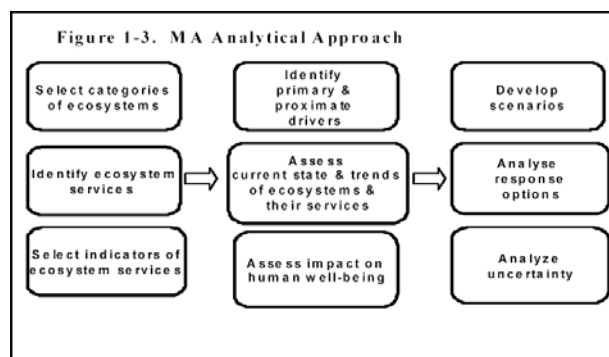 Figure 1-3. MA Analytical Approach
Select categories
of ecosystems
Identify ecosystem
services
Select indicators of
ecosystem services
Identify
primary &
proximate
drivers
Assess
current state & trends
of ecosystems &
their services
Assess impact on
human well-being
Develop
scenarios
Analyse
response
options
Analyze
uncertainty